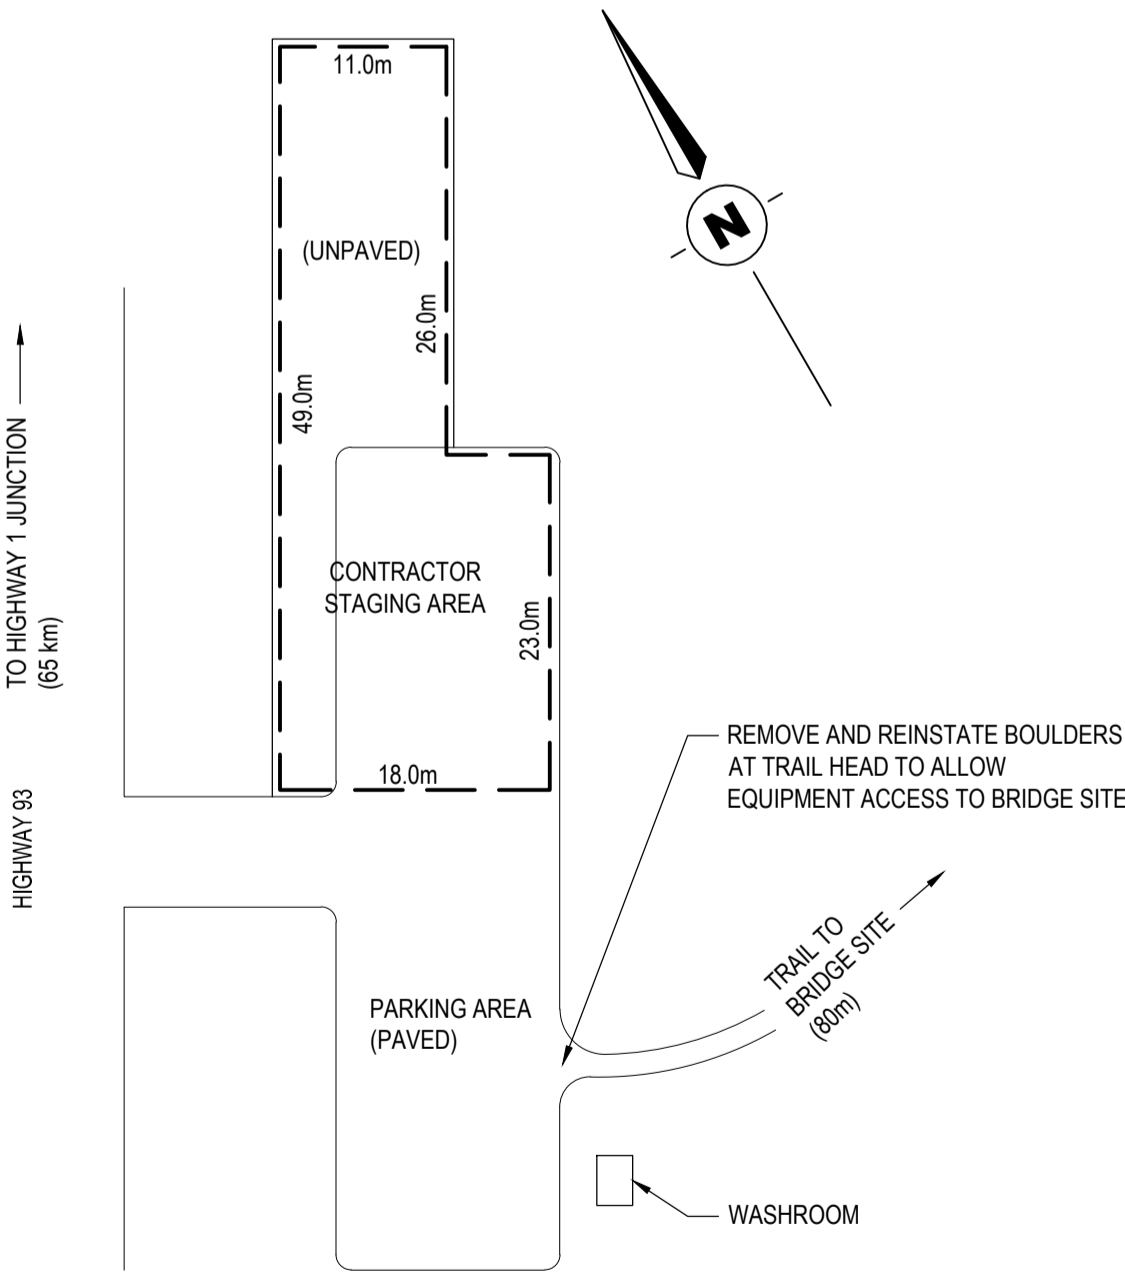 11.0m
N
(UNPAVED)
26.0m
49.0m
TO HIGHWAY 1 JUNCTION
(65 km)
CONTRACTOR
STAGING AREA
23.0m
18.0m
REMOVE AND REINSTATE BOULDERS
AT TRAIL HEAD TO ALLOW
EQUIPMENT ACCESS TO BRIDGE SITE
HIGHWAY 93
TRAIL TO
BRIDGE SITE
(80m)
PARKING AREA
(PAVED)
WASHROOM